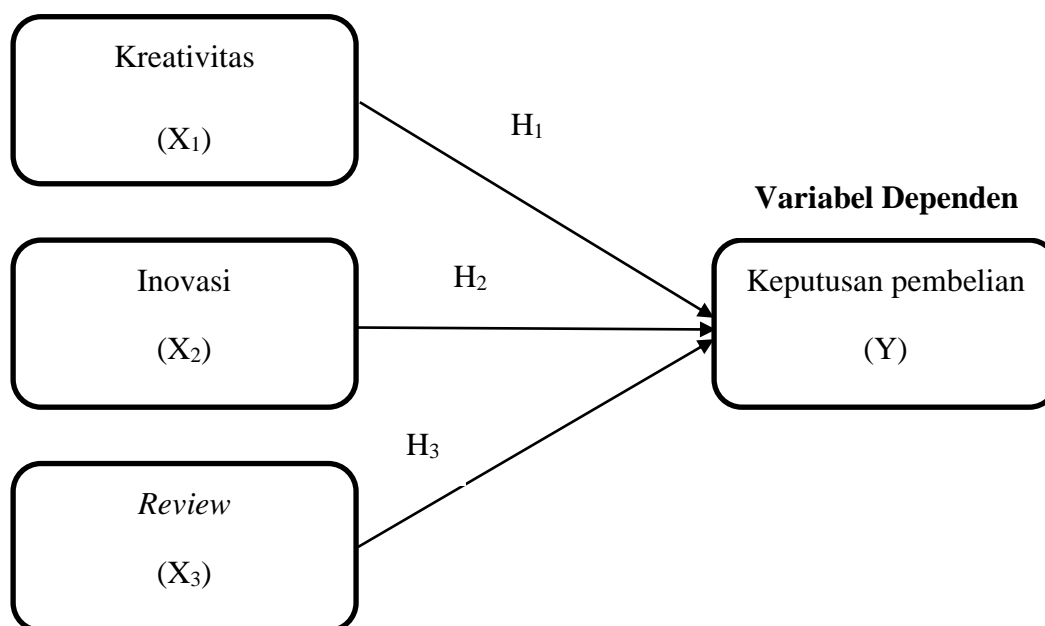 Kreativitas
(X₁)
H₁
Variabel Dependen
Inovasi
(X₂)
H₂
Keputusan pembelian
(Y)
H₃
Review
(X₃)